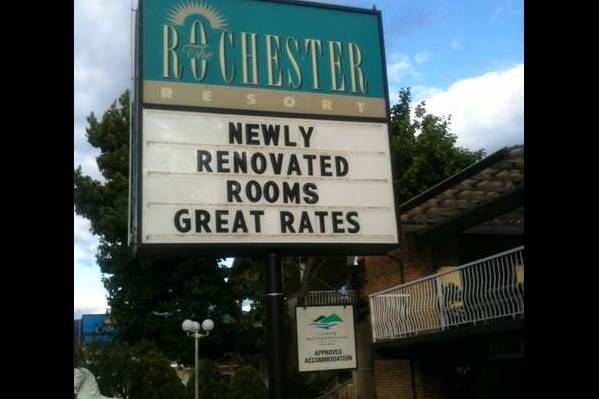 The
ROCHESTER
RESORT
NEWLY
RENOVATED
ROOMS
GREAT RATES
APPROVED
ACCOMMODATION